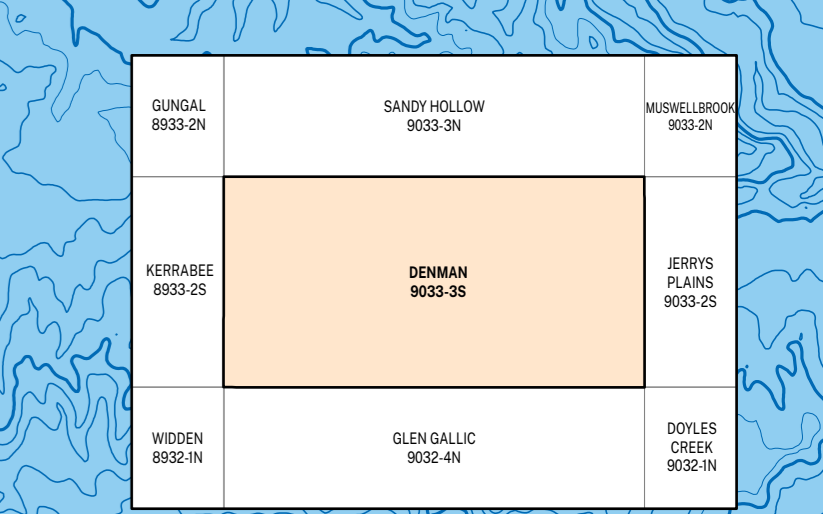 GUNGAL
8933-2N
SANDY HOLLOW
9033-3N
MUSWELLBROOK
9033-2N
KERRABEE
8933-2S
DENMAN
9033-3S
JERRYS
PLAINS
9033-2S
WIDDEN
8932-1N
GLEN GALLIC
9032-4N
DOYLES
CREEK
9032-1N